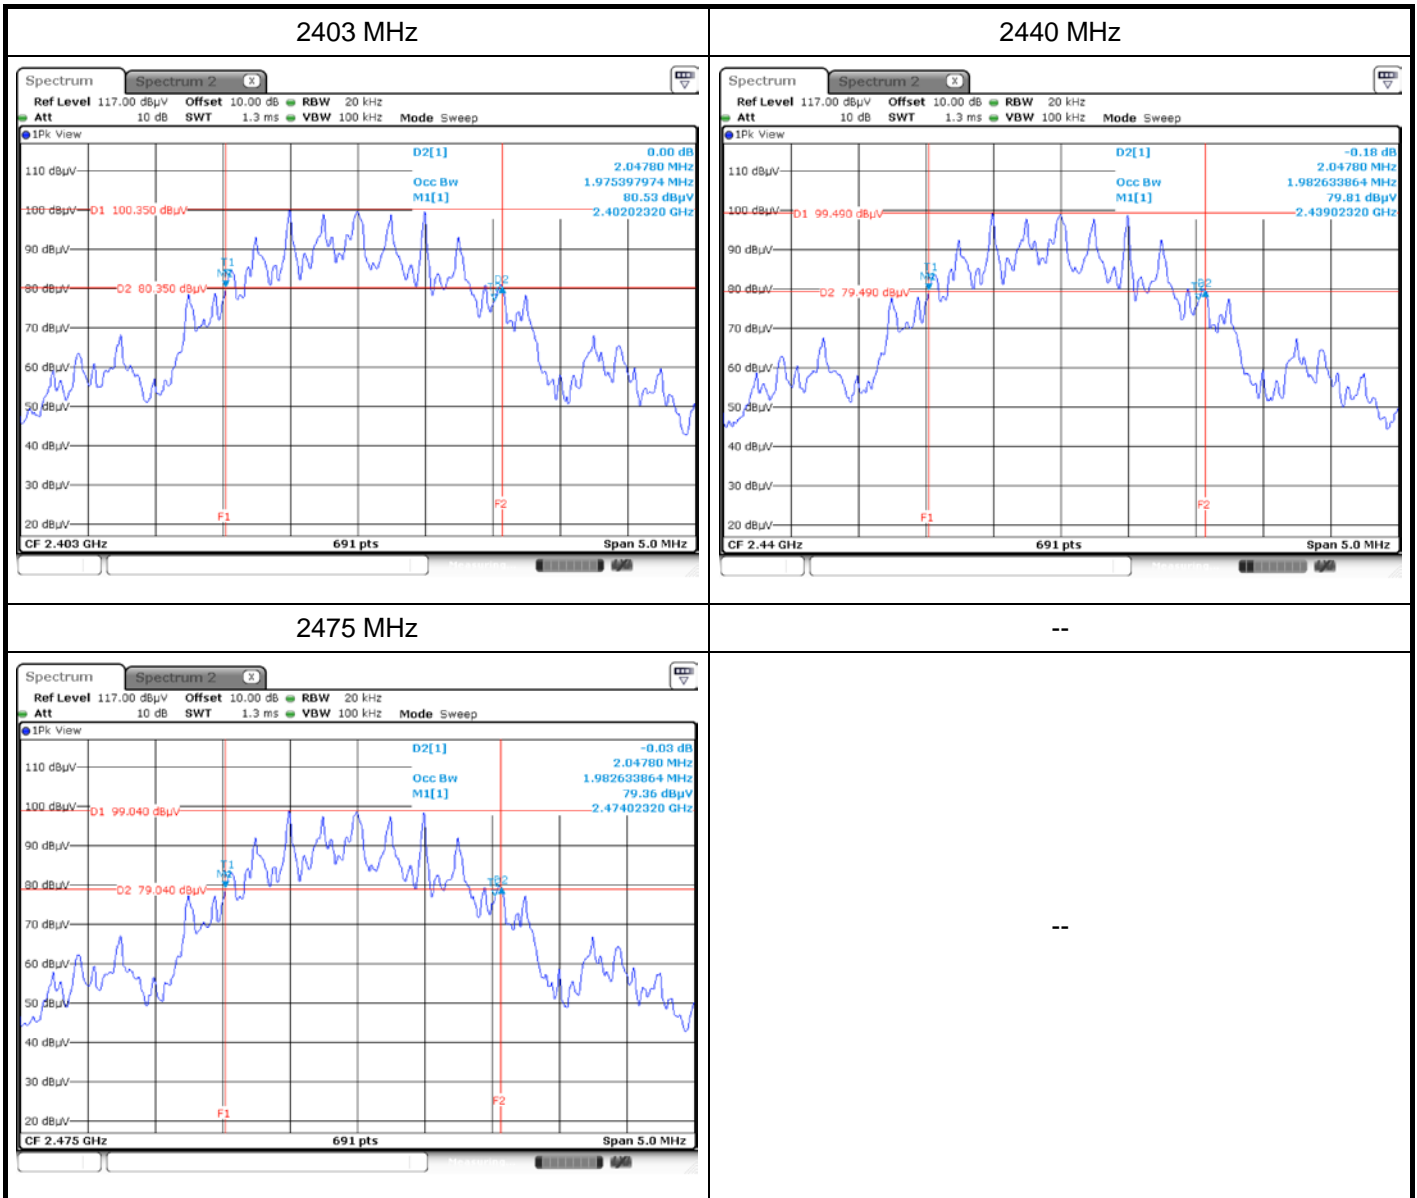 2403 MHz
2440 MHz
Spectrum
Spectrum 2
X
Ref Level 117.00 dBµV Offset 10.00 dB RBW 20 kHz
Att 10 dB SWT 1.3 ms VBW 100 kHz Mode Sweep
1Pk View
D2[1] 0.00 dB
2.04780 MHz
Occ Bw 1.975397974 MHz
M1[1] 80.53 dBµV
2.40202320 GHz
110 dBµV
100 dBµV
D1 100.350 dBµV
90 dBµV
T1
80 dBµV
D2 80.350 dBµV
70 dBµV
60 dBµV
50 dBµV
40 dBµV
30 dBµV
20 dBµV
F1
F2
CF 2.403 GHz 691 pts Span 5.0 MHz
Spectrum
Spectrum 2
X
Ref Level 117.00 dBµV Offset 10.00 dB RBW 20 kHz
Att 10 dB SWT 1.3 ms VBW 100 kHz Mode Sweep
1Pk View
D2[1] -0.18 dB
2.04780 MHz
Occ Bw 1.982633864 MHz
M1[1] 79.81 dBµV
2.43902320 GHz
110 dBµV
100 dBµV
D1 99.490 dBµV
90 dBµV
T1
80 dBµV
D2 79.490 dBµV
70 dBµV
60 dBµV
50 dBµV
40 dBµV
30 dBµV
20 dBµV
F1
F2
CF 2.44 GHz 691 pts Span 5.0 MHz
2475 MHz
--
Spectrum
Spectrum 2
X
Ref Level 117.00 dBµV Offset 10.00 dB RBW 20 kHz
Att 10 dB SWT 1.3 ms VBW 100 kHz Mode Sweep
1Pk View
D2[1] -0.03 dB
2.04780 MHz
Occ Bw 1.982633864 MHz
M1[1] 79.36 dBµV
2.47402320 GHz
110 dBµV
100 dBµV
D1 99.040 dBµV
90 dBµV
T1
80 dBµV
D2 79.040 dBµV
70 dBµV
60 dBµV
50 dBµV
40 dBµV
30 dBµV
20 dBµV
F1
F2
CF 2.475 GHz 691 pts Span 5.0 MHz
--